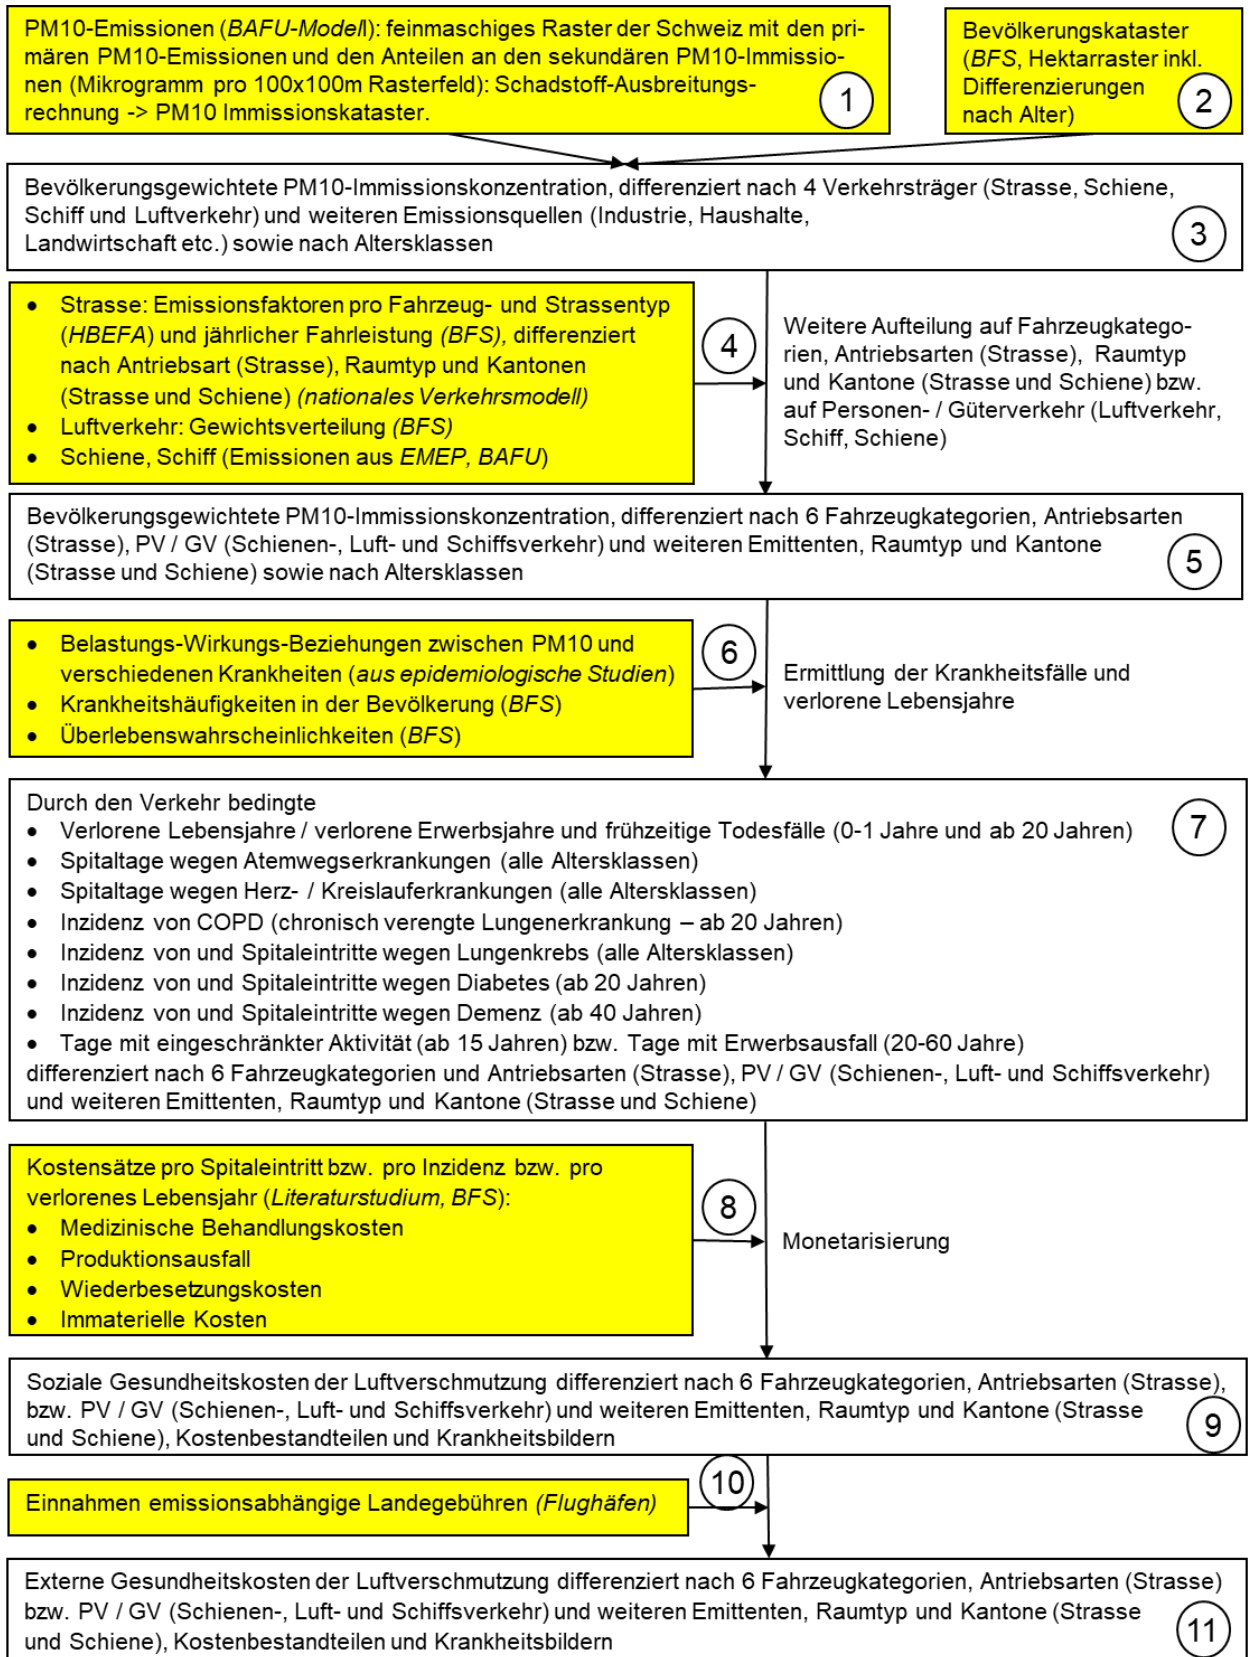 PM10-Emissionen (BAFU-Modell): feinmaschiges Raster der Schweiz mit den pri-
mären PM10-Emissionen und den Anteilen an den sekundären PM10-Immissio-
nen (Mikrogramm pro 100x100m Rasterfeld): Schadstoff-Ausbreitungs-
rechnung -> PM10 Immissionskataster.
1
Bevölkerungskataster
(BFS, Hektarraster inkl.
Differenzierungen
nach Alter)
2
Bevölkerungsgewichtete PM10-Immissionskonzentration, differenziert nach 4 Verkehrsträger (Strasse, Schiene,
Schiff und Luftverkehr) und weiteren Emissionsquellen (Industrie, Haushalte,
Landwirtschaft etc.) sowie nach Altersklassen
3
• Strasse: Emissionsfaktoren pro Fahrzeug- und Strassentyp
(HBEFA) und jährlicher Fahrleistung (BFS), differenziert
nach Antriebsart (Strasse), Raumtyp und Kantonen
(Strasse und Schiene) (nationales Verkehrsmodell)
• Luftverkehr: Gewichtsverteilung (BFS)
• Schiene, Schiff (Emissionen aus EMEP, BAFU)
4
Weitere Aufteilung auf Fahrzeugkatego-
rien, Antriebsarten (Strasse), Raumtyp
und Kantone (Strasse und Schiene) bzw.
auf Personen- / Güterverkehr (Luftverkehr,
Schiff, Schiene)
Bevölkerungsgewichtete PM10-Immissionskonzentration, differenziert nach 6 Fahrzeugkategorien, Antriebsarten
(Strasse), PV / GV (Schienen-, Luft- und Schiffsverkehr) und weiteren Emittenten, Raumtyp und Kantone
(Strasse und Schiene) sowie nach Altersklassen
5
• Belastungs-Wirkungs-Beziehungen zwischen PM10 und
verschiedenen Krankheiten (aus epidemiologische Studien)
• Krankheitshäufigkeiten in der Bevölkerung (BFS)
• Überlebenswahrscheinlichkeiten (BFS)
6
Ermittlung der Krankheitsfälle und
verlorene Lebensjahre
Durch den Verkehr bedingte
• Verlorene Lebensjahre / verlorene Erwerbsjahre und frühzeitige Todesfälle (0-1 Jahre und ab 20 Jahren)
• Spitaltage wegen Atemwegserkrankungen (alle Altersklassen)
• Spitaltage wegen Herz- / Kreislauferkrankungen (alle Altersklassen)
• Inzidenz von COPD (chronisch verengte Lungenerkrankung – ab 20 Jahren)
• Inzidenz von und Spitaleintritte wegen Lungenkrebs (alle Altersklassen)
• Inzidenz von und Spitaleintritte wegen Diabetes (ab 20 Jahren)
• Inzidenz von und Spitaleintritte wegen Demenz (ab 40 Jahren)
• Tage mit eingeschränkter Aktivität (ab 15 Jahren) bzw. Tage mit Erwerbsausfall (20-60 Jahre)
differenziert nach 6 Fahrzeugkategorien und Antriebsarten (Strasse), PV / GV (Schienen-, Luft- und Schiffsverkehr)
und weiteren Emittenten, Raumtyp und Kantone (Strasse und Schiene)
7
Kostensätze pro Spitaleintritt bzw. pro Inzidenz bzw. pro
verlorenes Lebensjahr (Literaturstudium, BFS):
• Medizinische Behandlungskosten
• Produktionsausfall
• Wiederbesetzungskosten
• Immaterielle Kosten
8
Monetarisierung
Soziale Gesundheitskosten der Luftverschmutzung differenziert nach 6 Fahrzeugkategorien, Antriebsarten (Strasse),
bzw. PV / GV (Schienen-, Luft- und Schiffsverkehr) und weiteren Emittenten, Raumtyp und Kantone (Strasse
und Schiene), Kostenbestandteilen und Krankheitsbildern
9
Einnahmen emissionsabhängige Landegebühren (Flughäfen)
10
Externe Gesundheitskosten der Luftverschmutzung differenziert nach 6 Fahrzeugkategorien, Antriebsarten (Strasse)
bzw. PV / GV (Schienen-, Luft- und Schiffsverkehr) und weiteren Emittenten, Raumtyp und Kantone (Strasse
und Schiene), Kostenbestandteilen und Krankheitsbildern
11